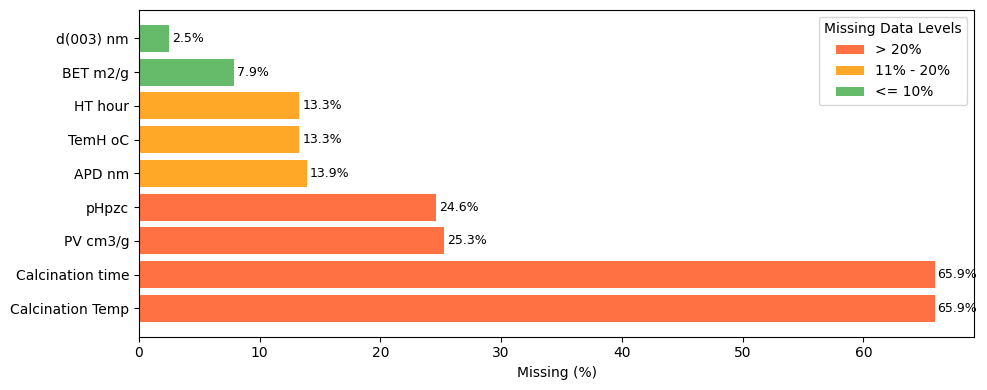 Missing Data Levels
> 20%
11% - 20%
<= 10%
d(003) nm 2.5%
BET m2/g 7.9%
HT hour 13.3%
TemH oC 13.3%
APD nm 13.9%
pHpzc 24.6%
PV cm3/g 25.3%
Calcination time 65.9%
Calcination Temp 65.9%
0 10 20 30 40 50 60
Missing (%)